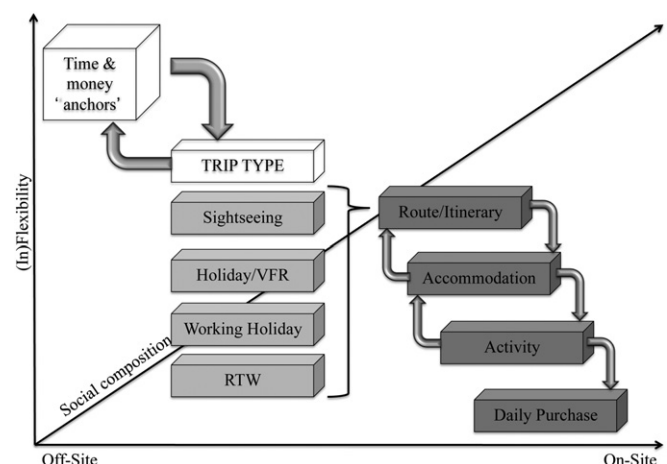 Time &
money
‘anchors’
TRIP TYPE
Sightseeing
Holiday/VFR
Working Holiday
RTW
Route/Itinerary
Accommodation
Activity
Daily Purchase
(In)Flexibility
Social composition
Off-Site
On-Site